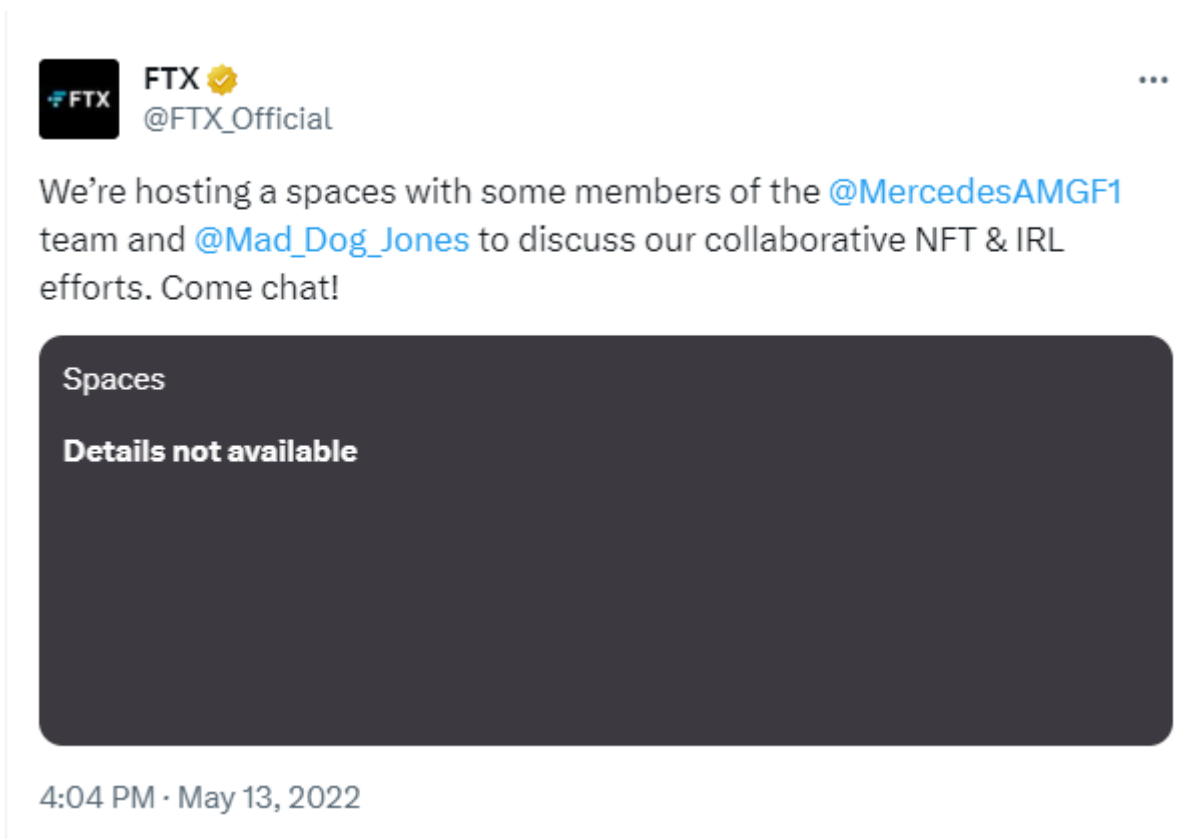 FTX
FTX
@FTX_Official
We’re hosting a spaces with some members of the @MercedesAMGF1
team and @Mad_Dog_Jones to discuss our collaborative NFT & IRL
efforts. Come chat!
Spaces
Details not available
4:04 PM · May 13, 2022